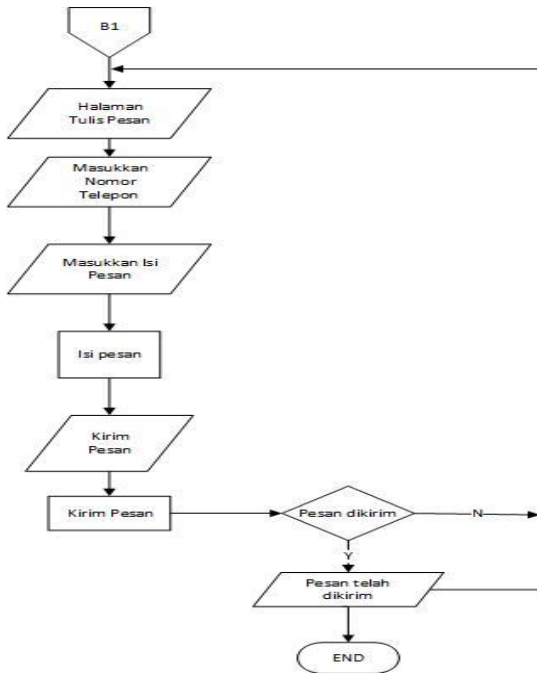 B1
Halaman
Tulis Pesan
Masukkan
Nomor
Telepon
Masukkan Isi
Pesan
Isi pesan
Kirim
Pesan
Kirim Pesan
Pesan dikirim
N
Y
Pesan telah
dikirim
END